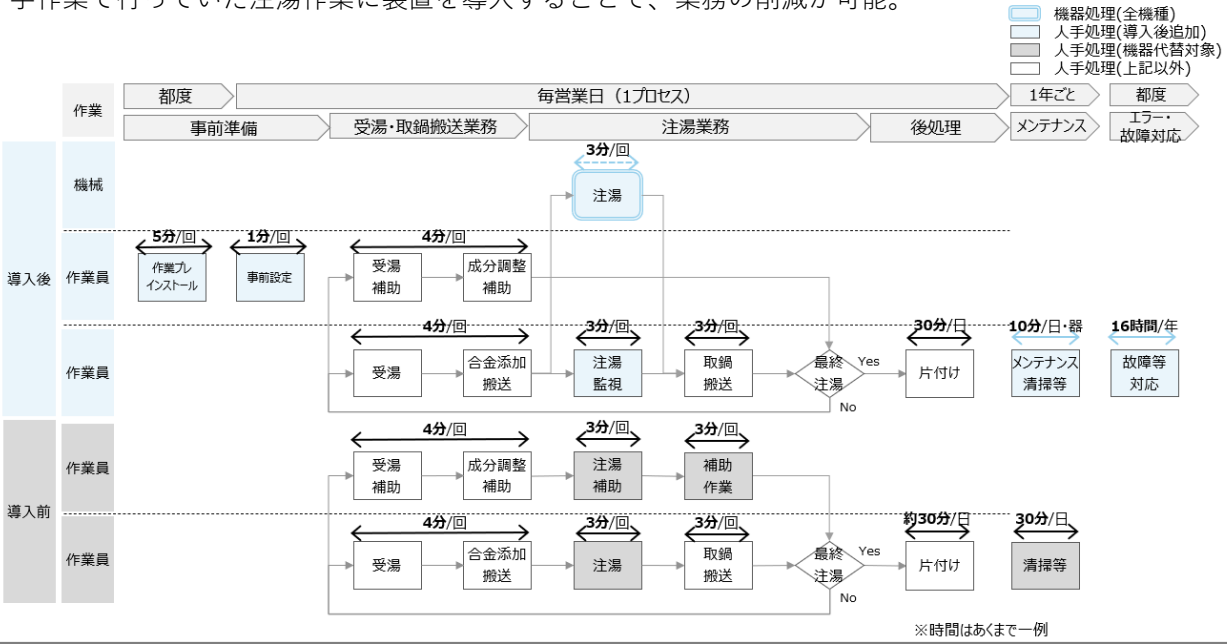 手作業で行っていた注湯作業に装置を導入することで、業務の削減が可能。
機器処理(全機種)
人手処理(導入後追加)
人手処理(機器代替対象)
人手処理(上記以外)
作業
都度
毎営業日（1プロセス）
1年ごと
都度
事前準備
受湯・取鍋搬送業務
注湯業務
後処理
メンテナンス
エラー・
故障対応
導入後
機械
3分/回
注湯
作業員
5分/回
作業プレ
インストール
1分/回
事前設定
4分/回
受湯
補助
成分調整
補助
作業員
4分/回
受湯
合金添加
搬送
3分/回
注湯
監視
3分/回
取鍋
搬送
最終
注湯
Yes
No
30分/日
片付け
10分/日・器
メンテナンス
清掃等
16時間/年
故障等
対応
導入前
作業員
4分/回
受湯
補助
成分調整
補助
3分/回
注湯
補助
3分/回
補助
作業
作業員
4分/回
受湯
合金添加
搬送
3分/回
注湯
3分/回
取鍋
搬送
最終
注湯
Yes
No
約30分/日
片付け
30分/日
清掃等
※時間はあくまで一例